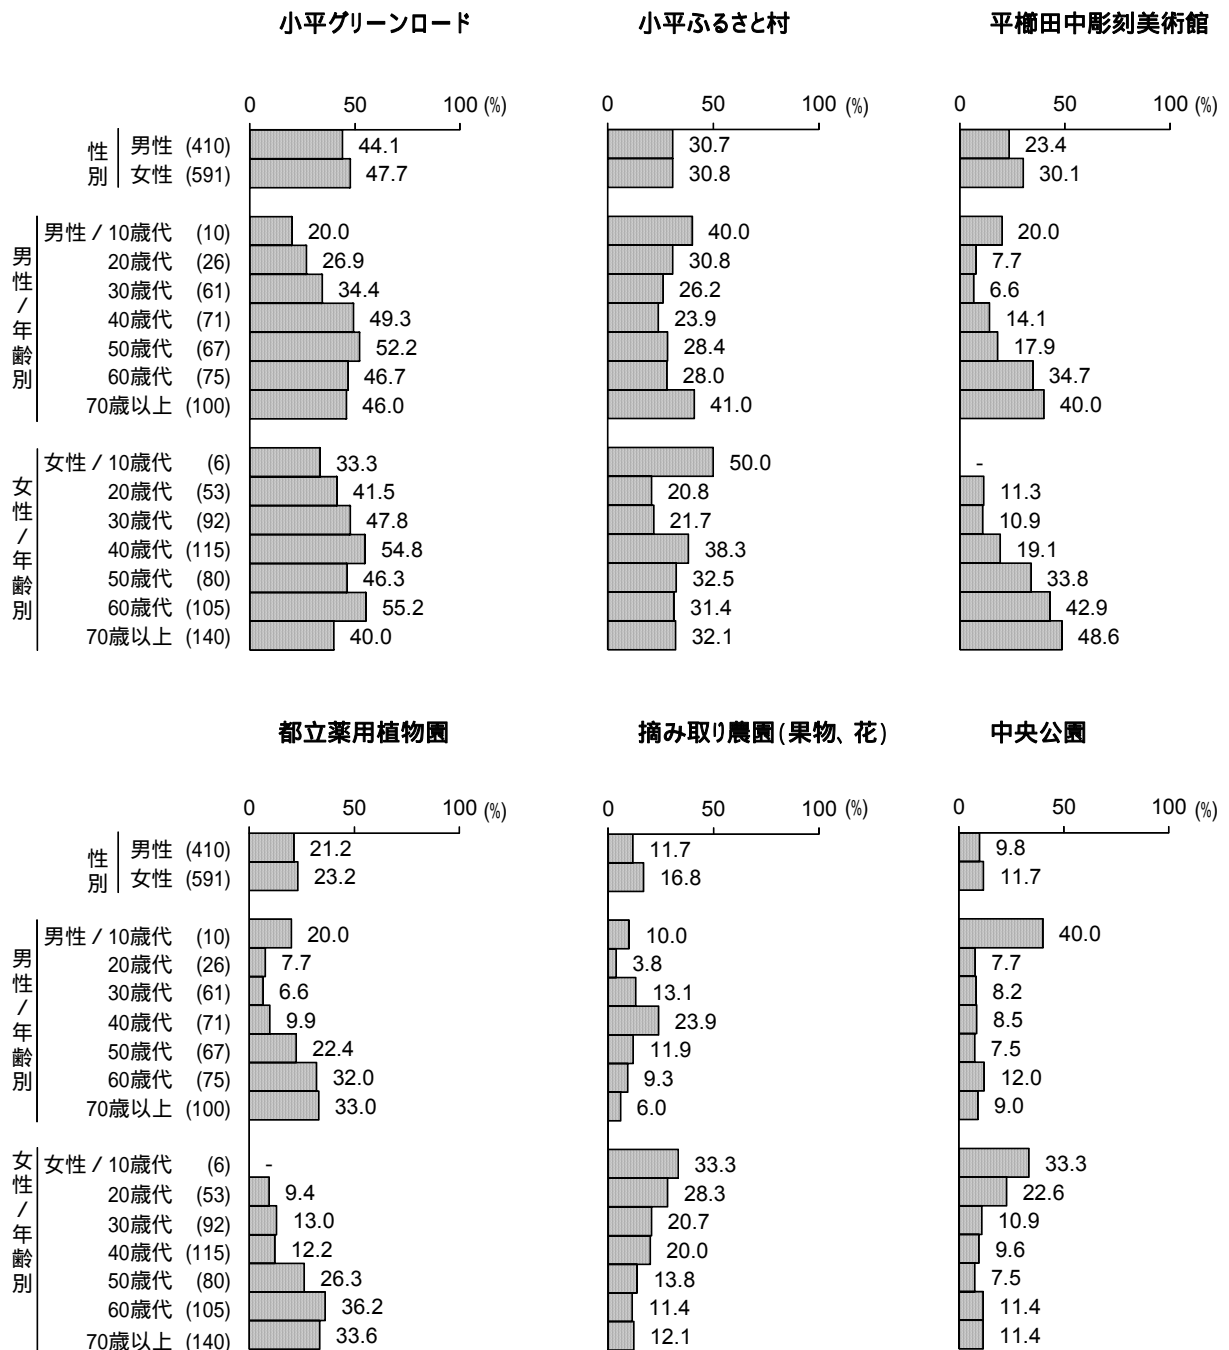 小平グリーンロード 小平ふるさと村 平櫛田中彫刻美術館
0 50 100 (%) 0 50 100 (%) 0 50 100 (%)
性別
男性 (410) 44.1 30.7 23.4
女性 (591) 47.7 30.8 30.1
男性/年齢別
男性 / 10歳代 (10) 20.0 40.0 20.0
20歳代 (26) 26.9 30.8 7.7
30歳代 (61) 34.4 26.2 6.6
40歳代 (71) 49.3 23.9 14.1
50歳代 (67) 52.2 28.4 17.9
60歳代 (75) 46.7 28.0 34.7
70歳以上 (100) 46.0 41.0 40.0
女性/年齢別
女性 / 10歳代 (6) 33.3 50.0 -
20歳代 (53) 41.5 20.8 11.3
30歳代 (92) 47.8 21.7 10.9
40歳代 (115) 54.8 38.3 19.1
50歳代 (80) 46.3 32.5 33.8
60歳代 (105) 55.2 31.4 42.9
70歳以上 (140) 40.0 32.1 48.6
都立薬用植物園 摘み取り農園(果物、花) 中央公園
0 50 100 (%) 0 50 100 (%) 0 50 100 (%)
性別
男性 (410) 21.2 11.7 9.8
女性 (591) 23.2 16.8 11.7
男性/年齢別
男性 / 10歳代 (10) 20.0 10.0 40.0
20歳代 (26) 7.7 3.8 7.7
30歳代 (61) 6.6 13.1 8.2
40歳代 (71) 9.9 23.9 8.5
50歳代 (67) 22.4 11.9 7.5
60歳代 (75) 32.0 9.3 12.0
70歳以上 (100) 33.0 6.0 9.0
女性/年齢別
女性 / 10歳代 (6) - 33.3 33.3
20歳代 (53) 9.4 28.3 22.6
30歳代 (92) 13.0 20.7 10.9
40歳代 (115) 12.2 20.0 9.6
50歳代 (80) 26.3 13.8 7.5
60歳代 (105) 36.2 11.4 11.4
70歳以上 (140) 33.6 12.1 11.4